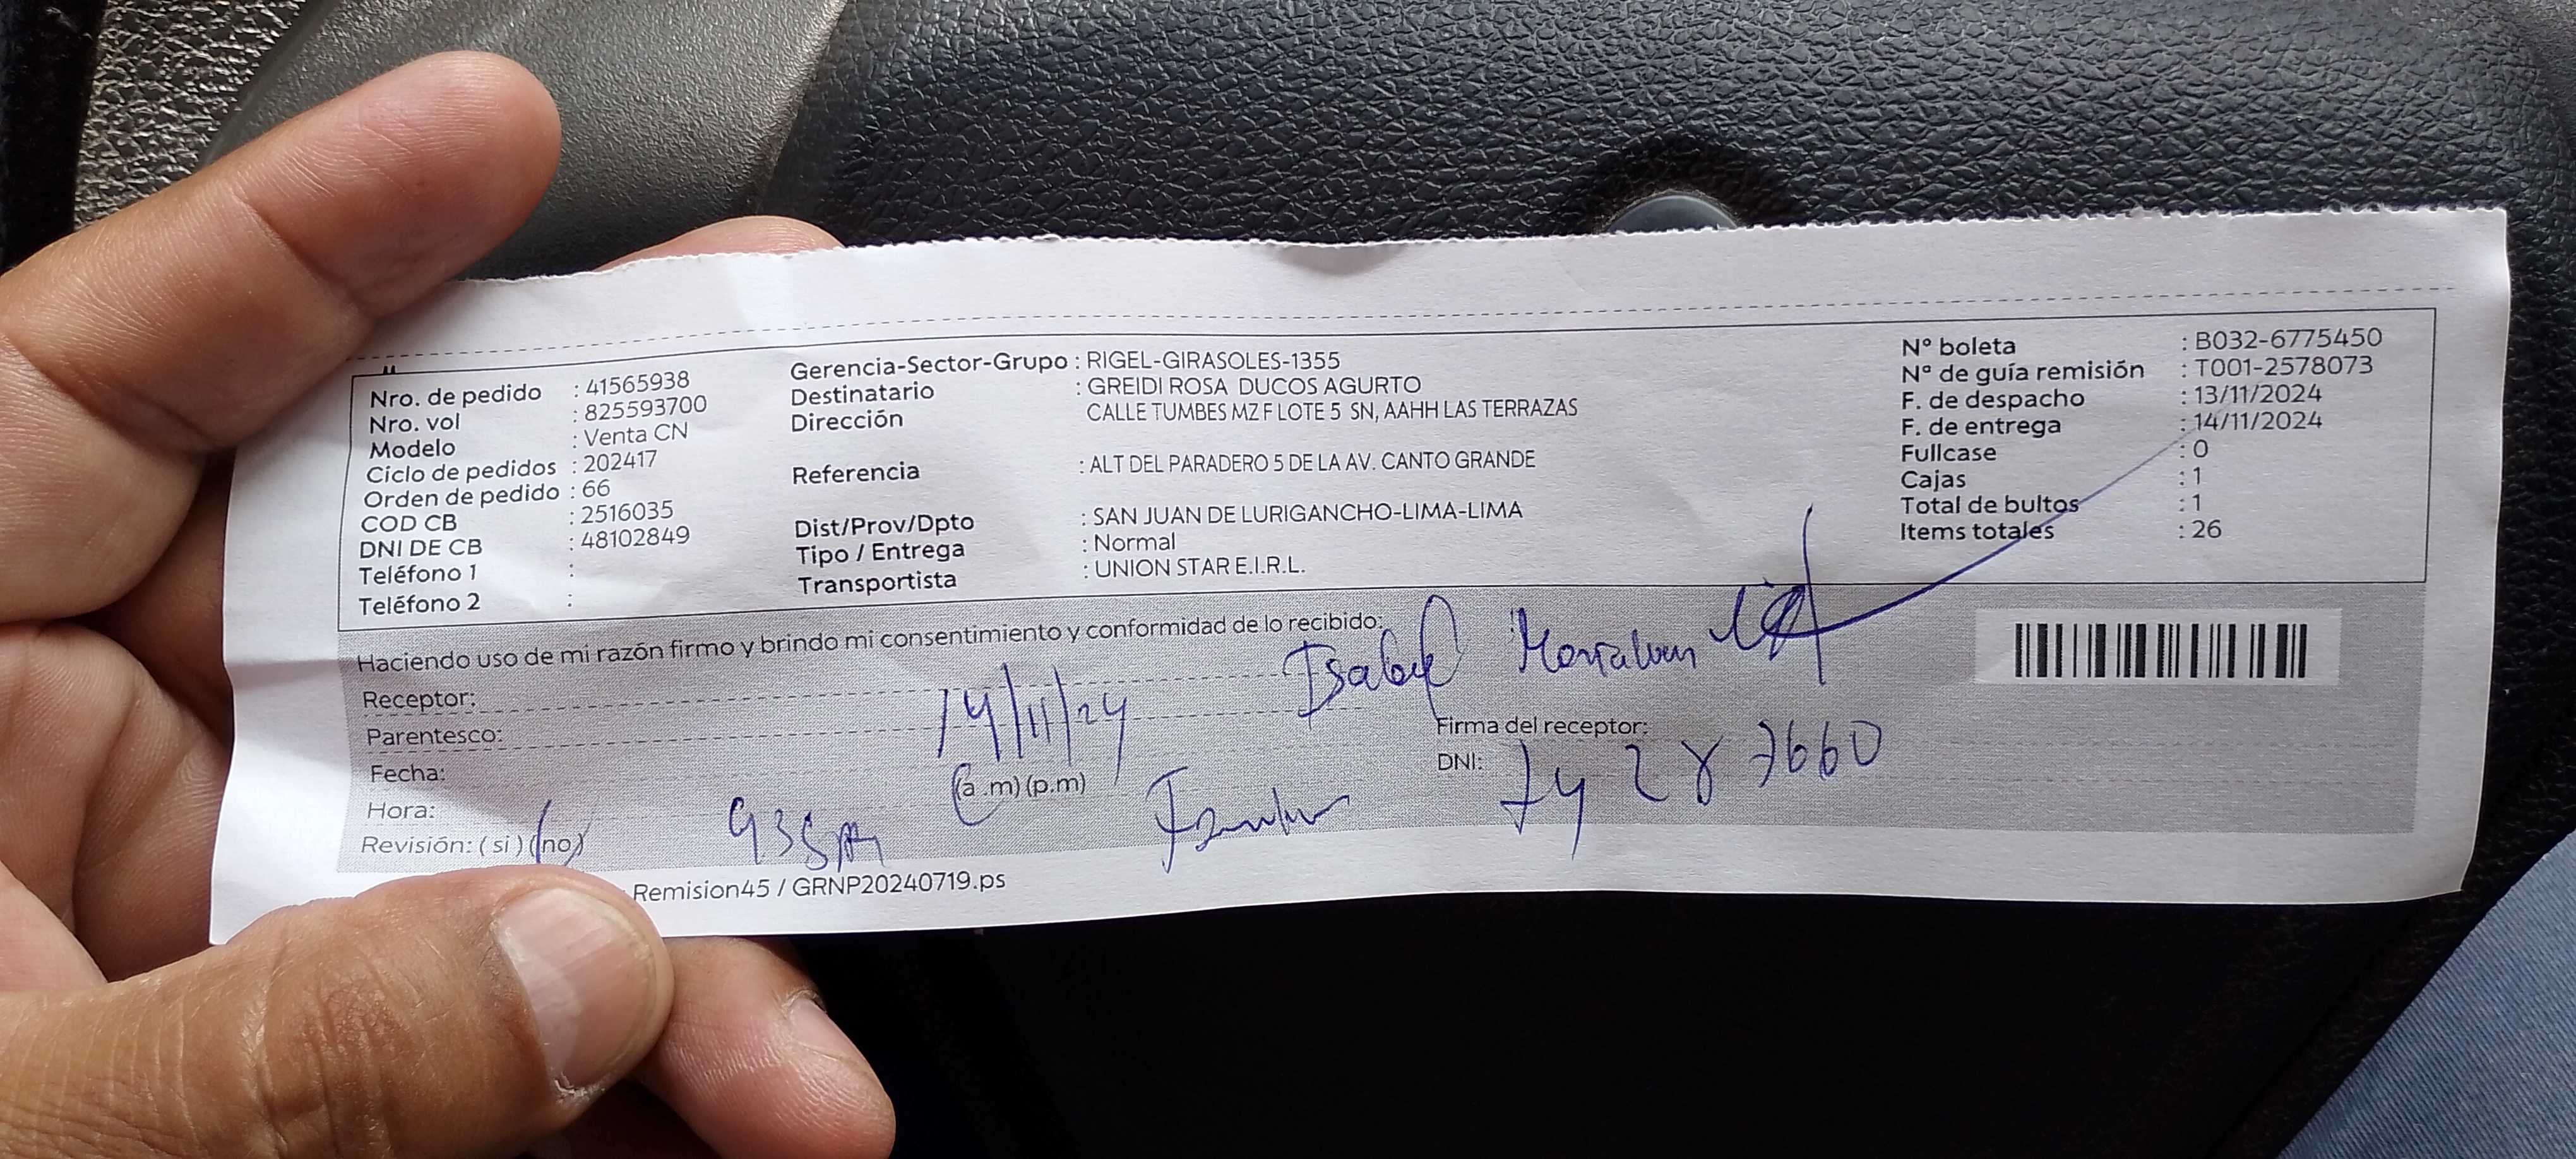 Nro. de pedido : 41565938
Nro. vol : 825593700
Modelo : Venta CN
Ciclo de pedidos : 202417
Orden de pedido : 66
COD CB : 2516035
DNI DE CB : 48102849
Teléfono 1 :
Teléfono 2 :
Gerencia-Sector-Grupo : RIGEL-GIRASOLES-1355
Destinatario : GREIDI ROSA DUCOS AGURTO
Dirección CALLE TUMBES MZ F LOTE 5 SN, AAHH LAS TERRAZAS
Referencia : ALT DEL PARADERO 5 DE LA AV. CANTO GRANDE
Dist/Prov/Dpto : SAN JUAN DE LURIGANCHO-LIMA-LIMA
Tipo / Entrega : Normal
Transportista : UNION STAR E.I.R.L.
N° boleta : B032-6775450
N° de guía remisión : T001-2578073
F. de despacho : 13/11/2024
F. de entrega : 14/11/2024
Fullcase : 0
Cajas : 1
Total de bultos : 1
Items totales : 26
Haciendo uso de mi razón firmo y brindo mi consentimiento y conformidad de lo recibido:
Receptor:
Parentesco:
Fecha: 14/11/24
Hora: (a .m) (p.m)
Revisión: ( si ) (no)
Isabel
Firma del receptor:
DNI: 74287660
Remision45 / GRNP20240719.ps